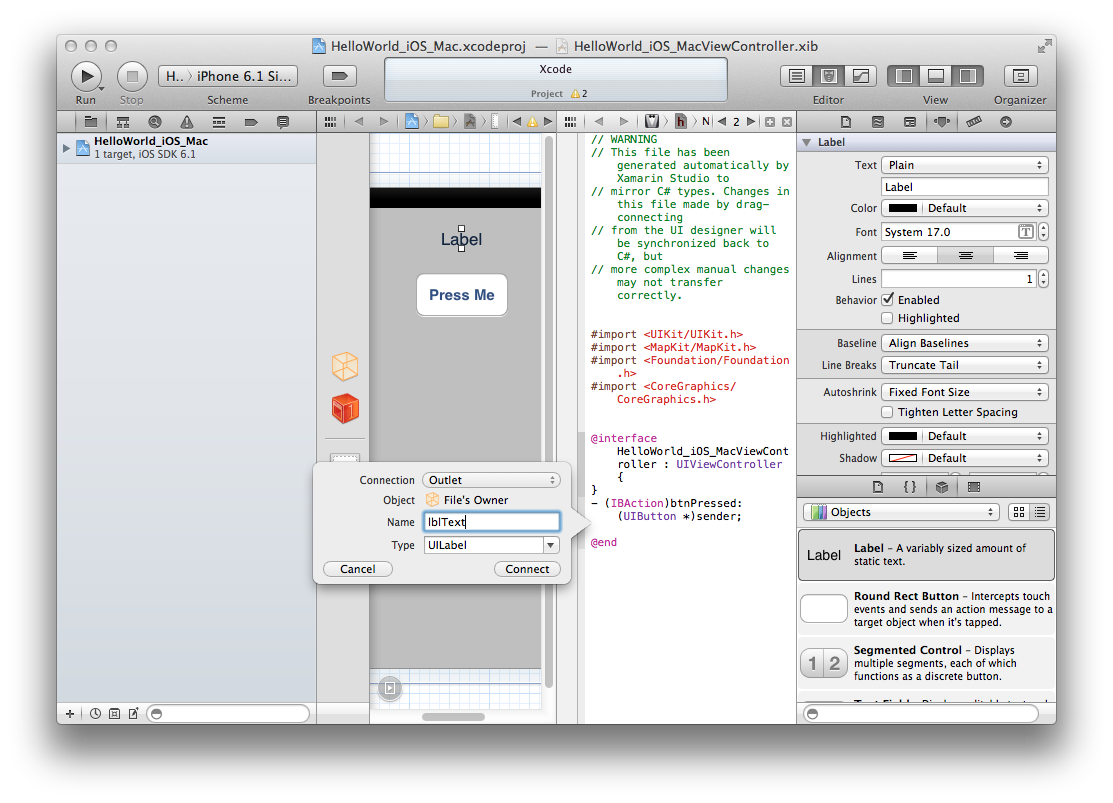 HelloWorld_iOS_Mac.xcodeproj — HelloWorld_iOS_MacViewController.xib
H.. 〉 iPhone 6.1 Si...
Run
Stop
Scheme
Breakpoints
Xcode
Project 2
Editor
View
Organizer
HelloWorld_iOS_Mac
1 target, iOS SDK 6.1
h 〉 N
2
Label
Press Me
// WARNING
// This file has been
generated automatically by
Xamarin Studio to
// mirror C# types. Changes in
this file made by drag-
connecting
// from the UI designer will
be synchronized back to
C#, but
// more complex manual changes
may not transfer
correctly.
#import <UIKit/UIKit.h>
#import <MapKit/MapKit.h>
#import <Foundation/Foundation
.h>
#import <CoreGraphics/
CoreGraphics.h>
@interface
HelloWorld_iOS_MacViewCont
roller : UIViewController
{
}
- (IBAction)btnPressed:
(UIButton *)sender;
@end
Connection Outlet
Object File's Owner
Name lblText
Type UILabel
Cancel
Connect
Label
Text Plain
Label
Color Default
Font System 17.0 T
Alignment
Lines 1
Behavior Enabled
Highlighted
Baseline Align Baselines
Line Breaks Truncate Tail
Autoshrink Fixed Font Size
Tighten Letter Spacing
Highlighted Default
Shadow Default
{ }
Objects
Label
Label – A variably sized amount of
static text.
Round Rect Button – Intercepts touch
events and sends an action message to a
target object when it's tapped.
1 2
Segmented Control – Displays
multiple segments, each of which
functions as a discrete button.